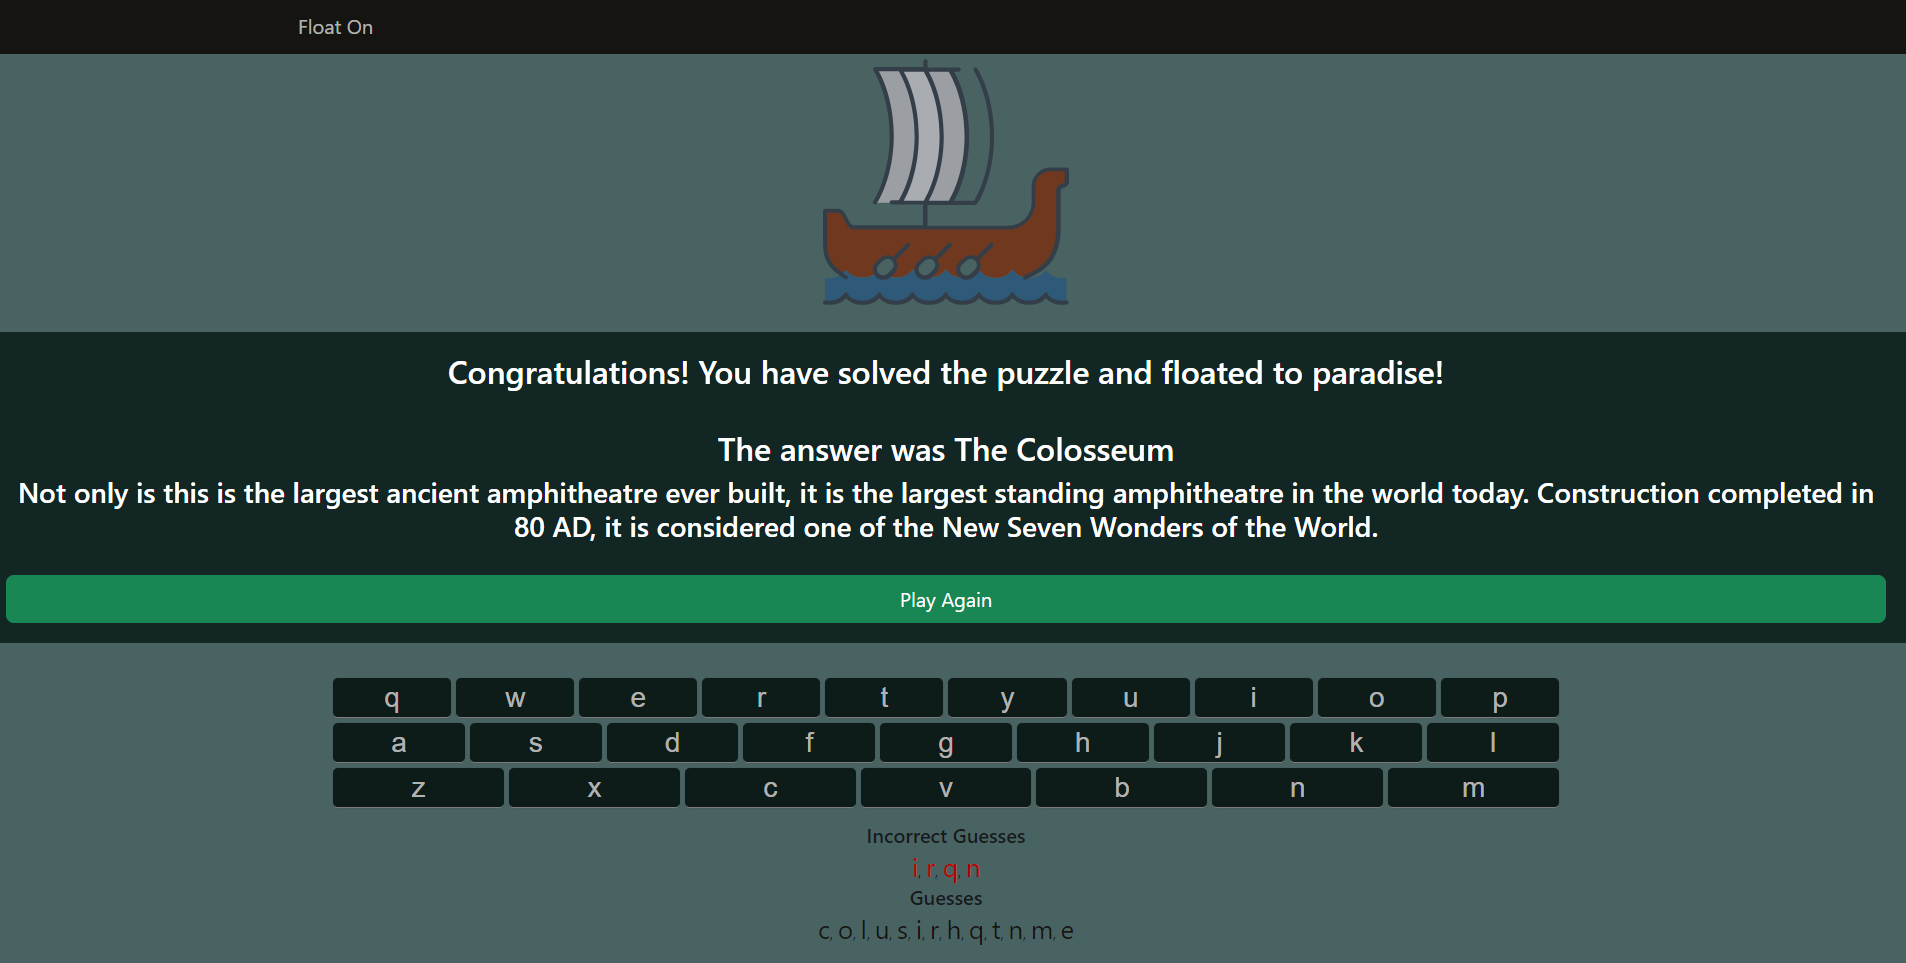 Float On
Congratulations! You have solved the puzzle and floated to paradise!
The answer was The Colosseum
Not only is this is the largest ancient amphitheatre ever built, it is the largest standing amphitheatre in the world today. Construction completed in
80 AD, it is considered one of the New Seven Wonders of the World.
Play Again
q w e r t y u i o p
a s d f g h j k l
z x c v b n m
Incorrect Guesses
i, r, q, n
Guesses
c, o, l, u, s, i, r, h, q, t, n, m, e